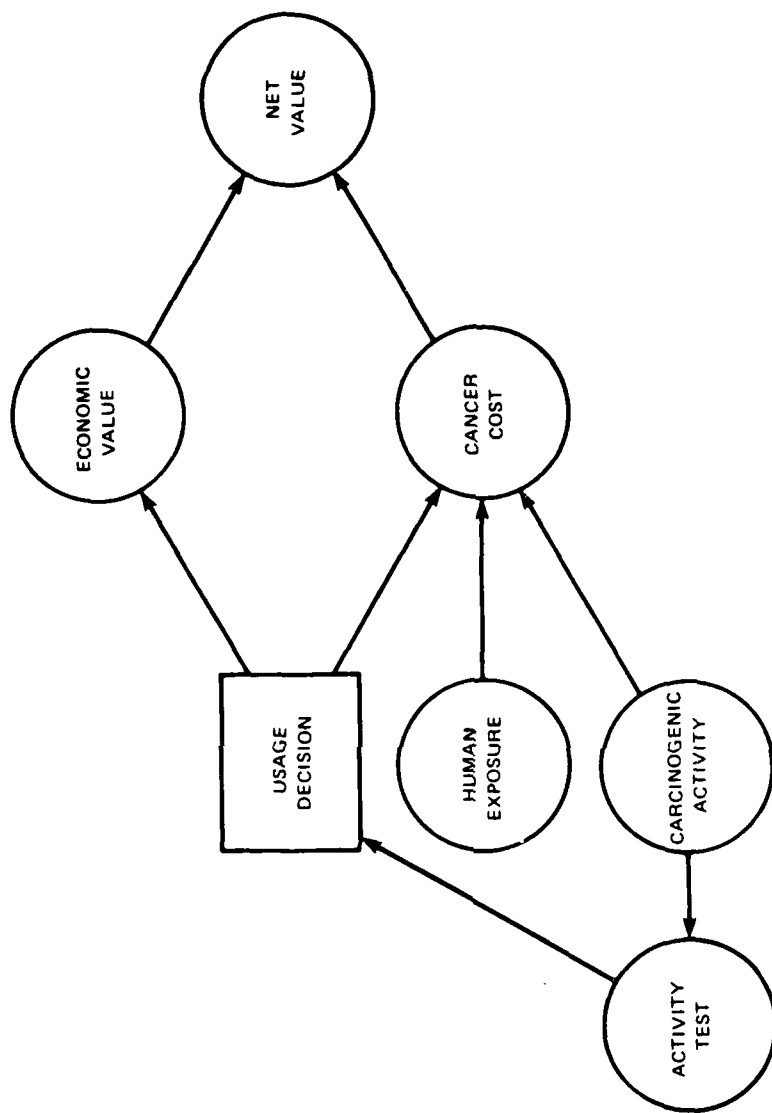 ECONOMIC
VALUE
NET
VALUE
USAGE
DECISION
CANCER
COST
HUMAN
EXPOSURE
CARCINOGENIC
ACTIVITY
ACTIVITY
TEST